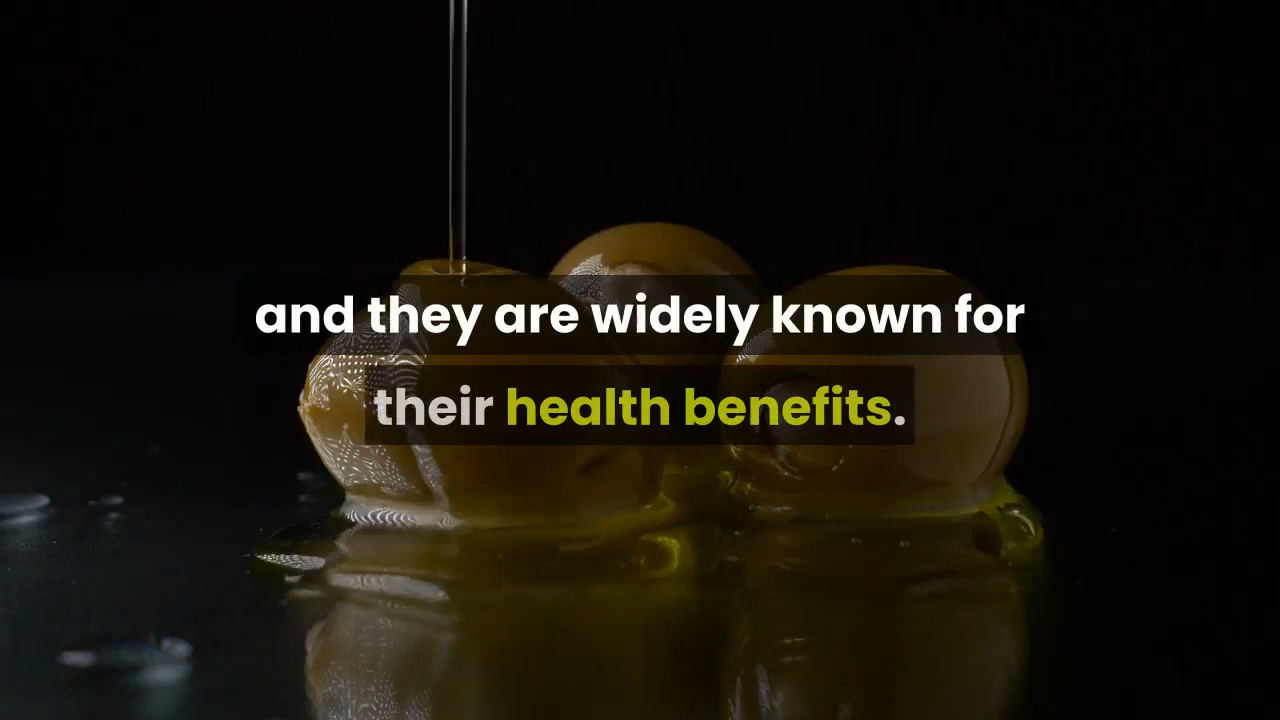 and they are widely known for
their health benefits.